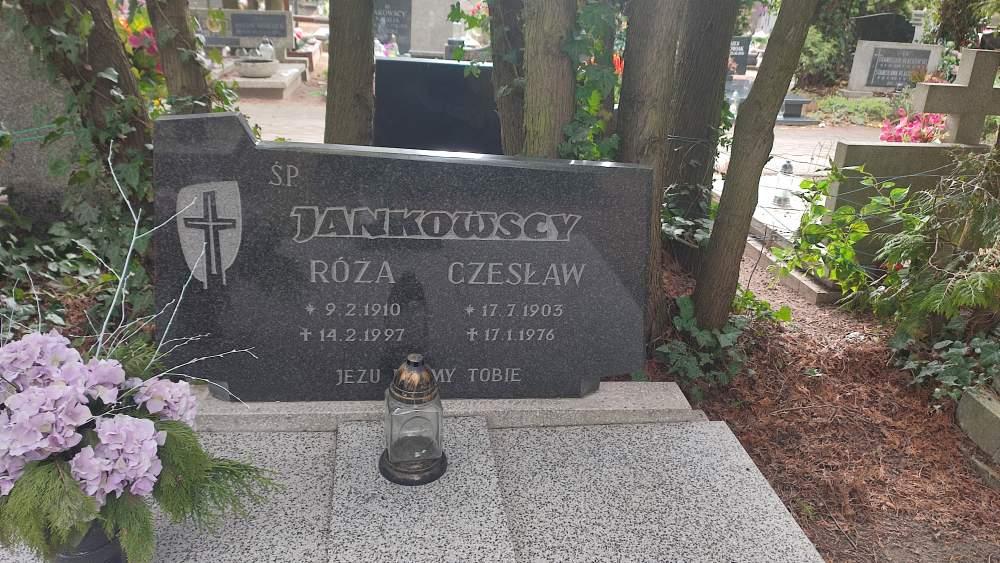 ŚP
JANKOWSCY
RÓŻA CZESŁAW
* 9.2.1910 * 17.7.1903
✝ 14.2.1997 ✝ 17.1.1976
JEZU MY TOBIE